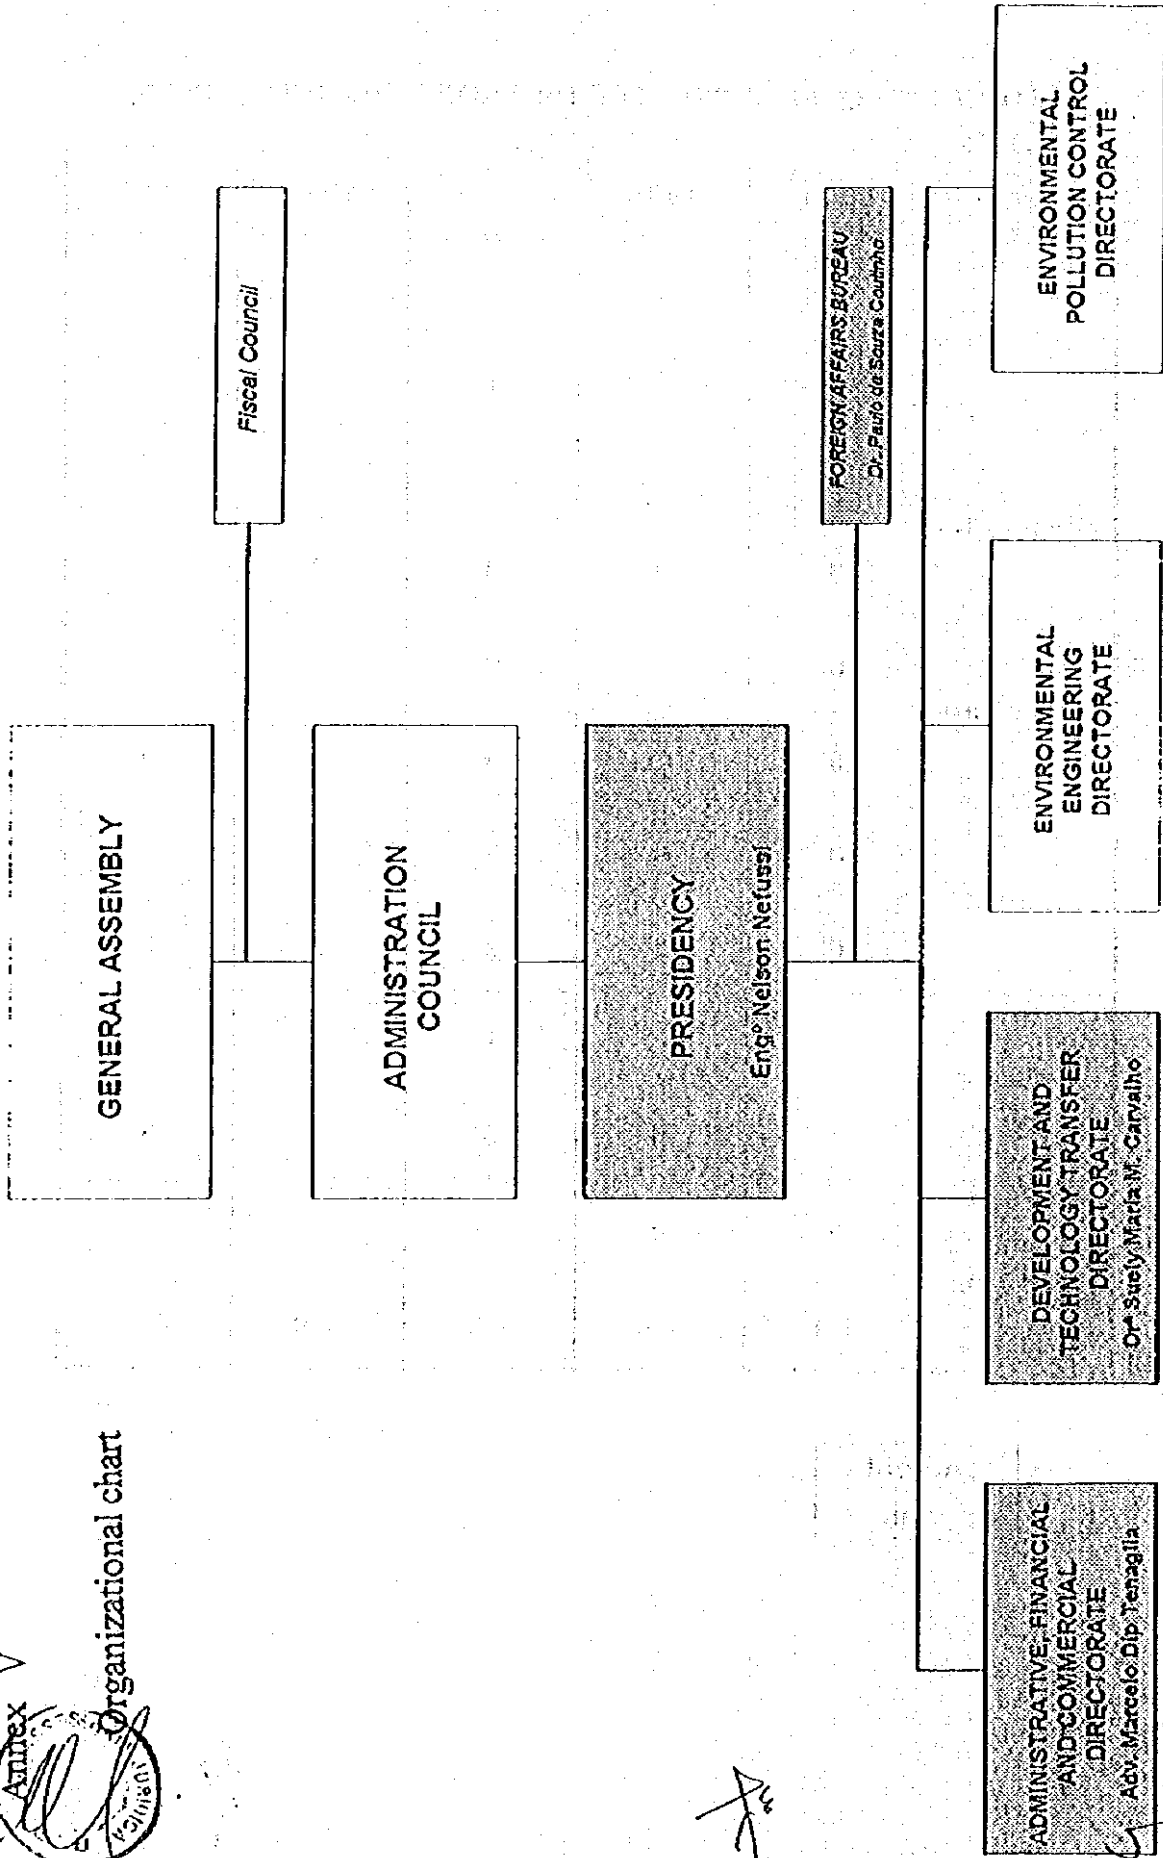 Annex V
Organizational chart
GENERAL ASSEMBLY
Fiscal Council
ADMINISTRATION
COUNCIL
PRESIDENCY
Engº Nelson Nefussi
FOREIGN AFFAIRS BUREAU
Dr. Paulo de Souza Coutinho
ADMINISTRATIVE, FINANCIAL
AND COMMERCIAL
DIRECTORATE
Adv. Marcelo Dip Tenaglia
DEVELOPMENT AND
TECHNOLOGY TRANSFER
DIRECTORATE
Drª Suely Maria M. Carvalho
ENVIRONMENTAL
ENGINEERING
DIRECTORATE
ENVIRONMENTAL
POLLUTION CONTROL
DIRECTORATE